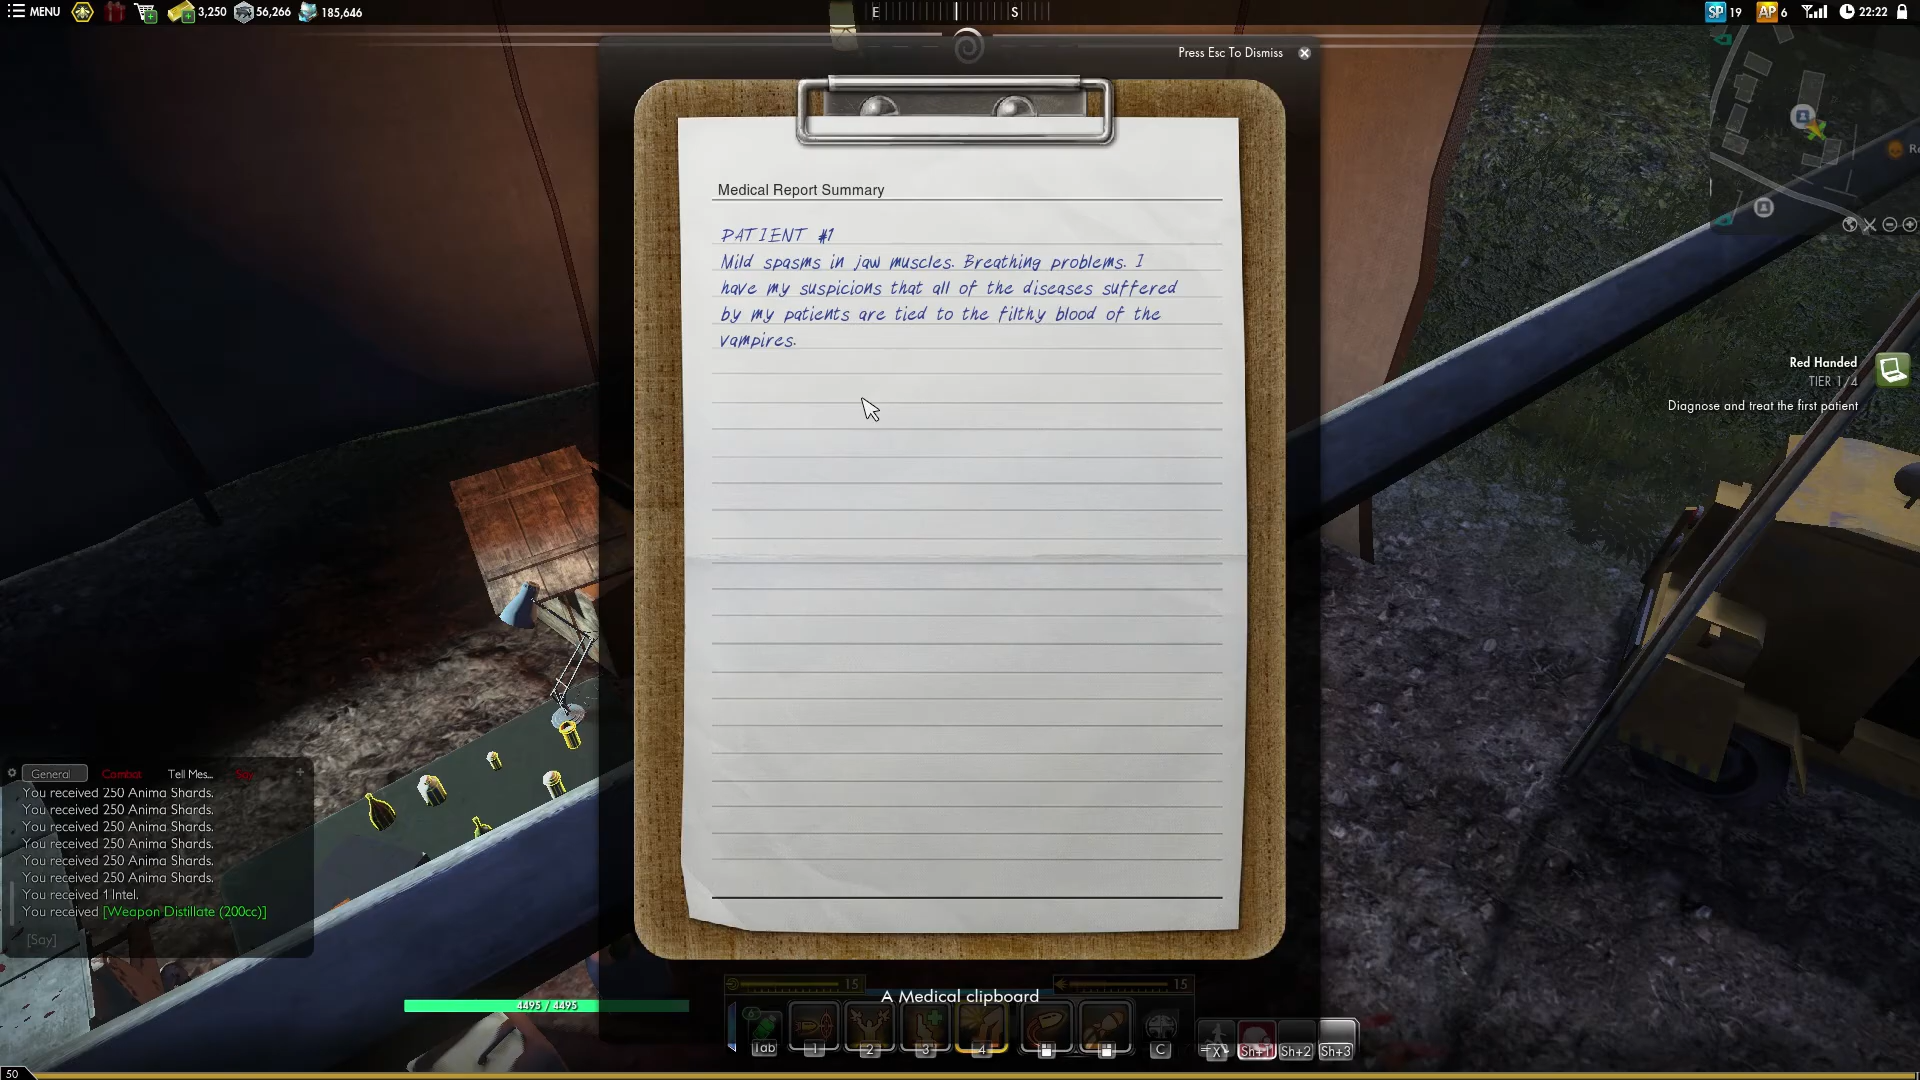 MENU
3,250
56,266
185,646
E
S
SP 19
AP 6
22:22
Press Esc To Dismiss
Medical Report Summary
PATIENT #1
Mild spasms in jaw muscles. Breathing problems. I
have my suspicions that all of the diseases suffered
by my patients are tied to the filthy blood of the
vampires.
Red Handed
TIER 1/4
Diagnose and treat the first patient
General
Combat
Tell Mes...
Say
You received 250 Anima Shards.
You received 250 Anima Shards.
You received 250 Anima Shards.
You received 250 Anima Shards.
You received 250 Anima Shards.
You received 250 Anima Shards.
You received 1 Intel.
You received [Weapon Distillate (200cc)]
[Say]
4495 / 4495
15
15
A Medical clipboard
Tab
1
2
3
4
C
X
Sh+1
Sh+2
Sh+3
50